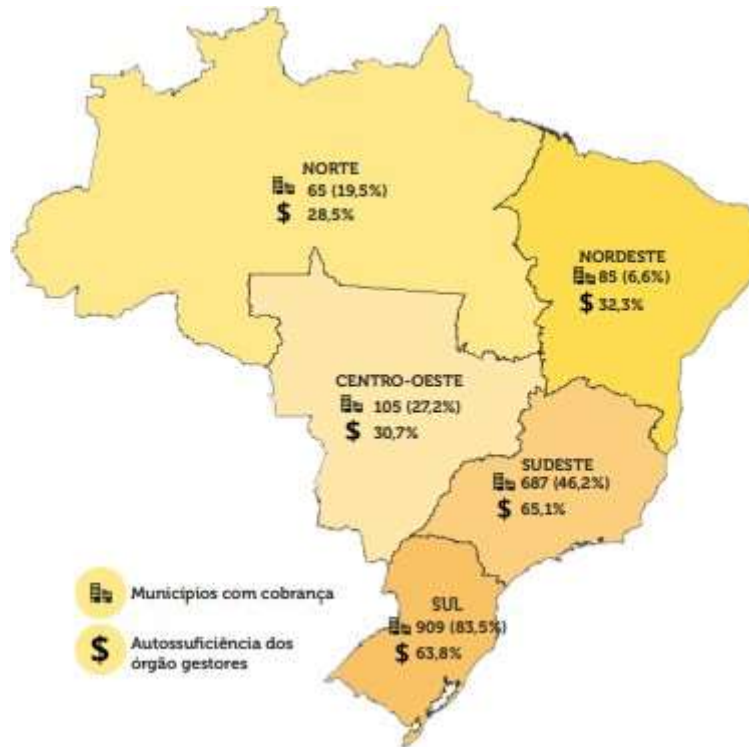 NORTE
65 (19,5%)
$ 28,5%
NORDESTE
85 (6,6%)
$ 32,3%
CENTRO-OESTE
105 (27,2%)
$ 30,7%
SUDESTE
687 (46,2%)
$ 65,1%
SUL
909 (83,5%)
$ 63,8%
Municípios com cobrança
$ Autossuficiência dos
órgão gestores